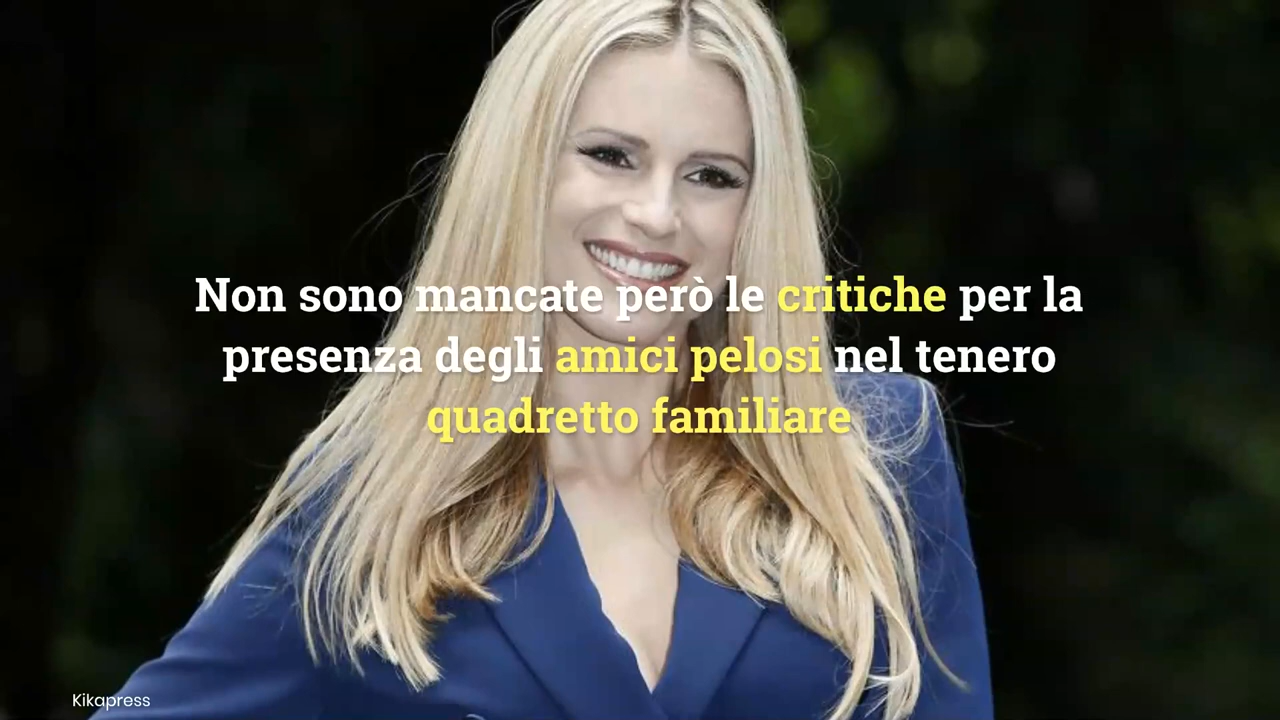 Non sono mancate però le critiche per la
presenza degli amici pelosi nel tenero
quadretto familiare
Kikapress